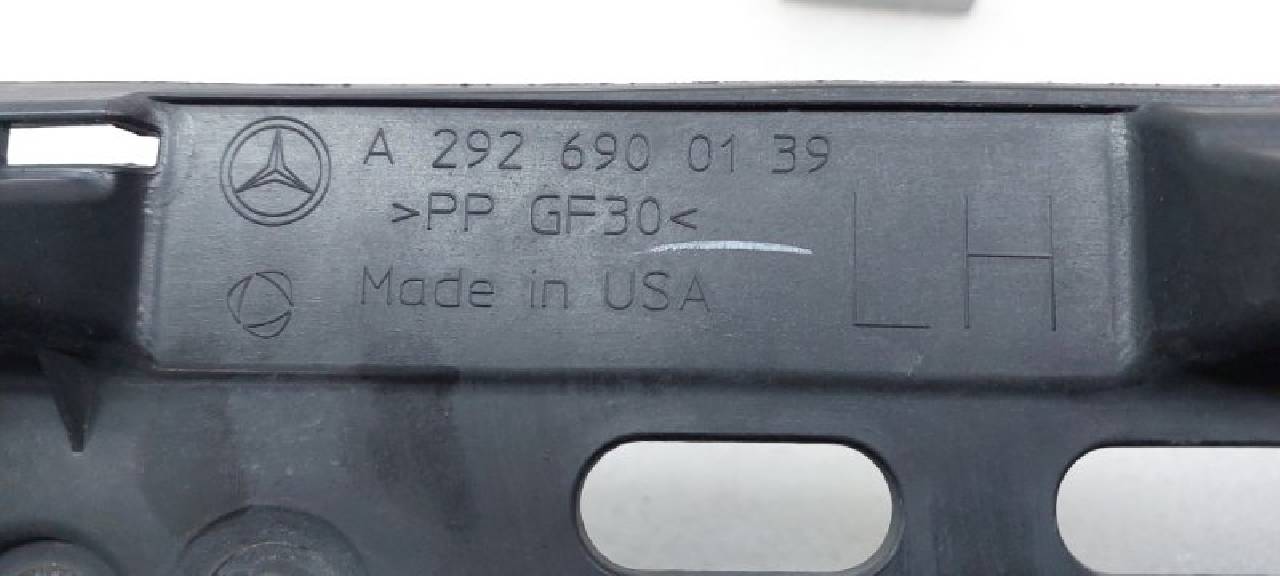 A 292 690 01 39
>PP GF30<
Made in USA
LH